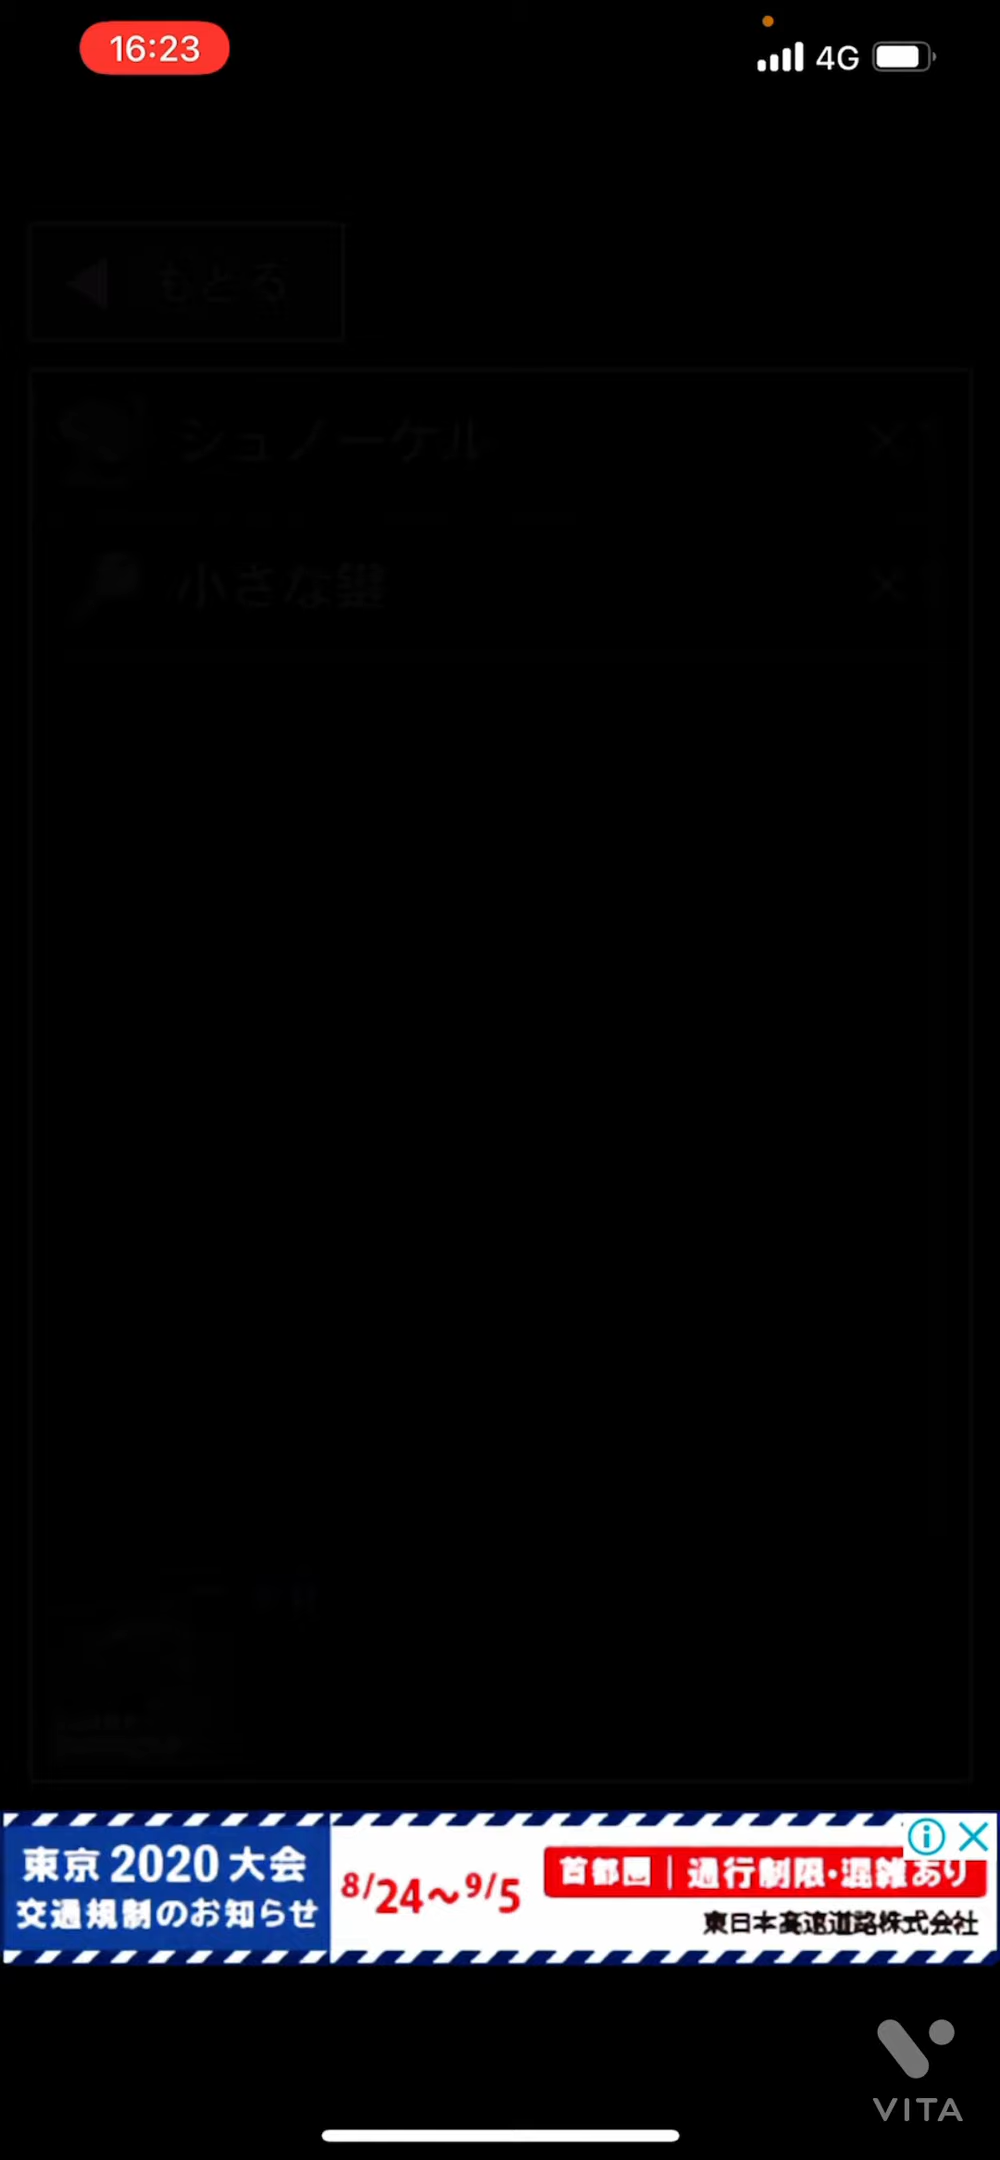 16:23
4G
もどる
シュノーケル
小さな鍵
東京2020大会
交通規制のお知らせ
8/24～9/5
首都圏｜通行制限・混雑あり
東日本高速道路株式会社
VITA